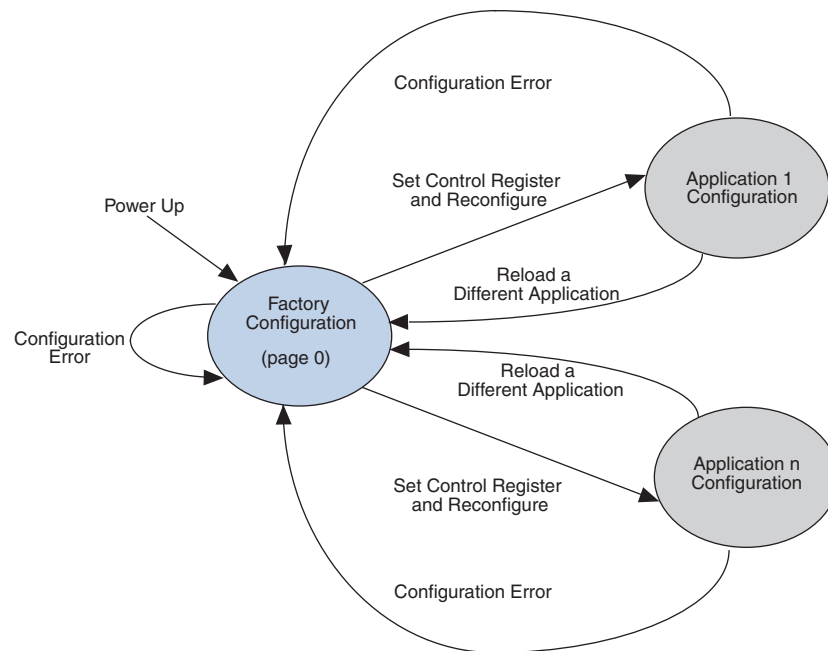 Configuration Error
Application 1
Configuration
Set Control Register
and Reconfigure
Power Up
Reload a
Different Application
Factory
Configuration
(page 0)
Configuration
Error
Reload a
Different Application
Application n
Configuration
Set Control Register
and Reconfigure
Configuration Error